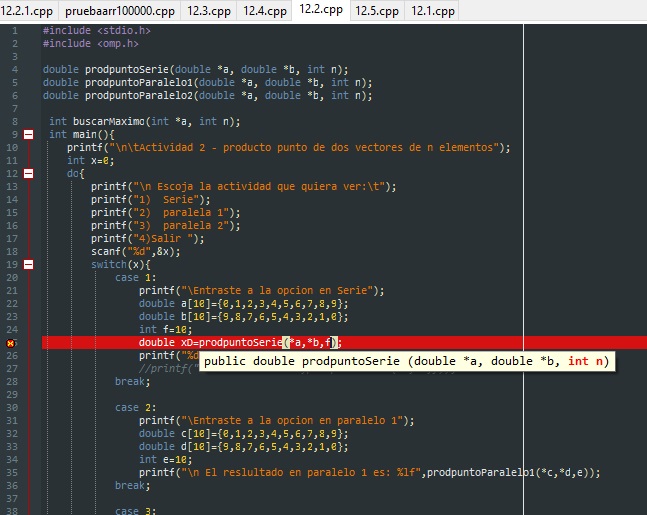 12.2.1.cpp pruebaarr100000.cpp 12.3.cpp 12.4.cpp 12.2.cpp 12.5.cpp 12.1.cpp
1 #include <stdio.h>
2 #include <omp.h>
3
4 double prodpuntoSerie(double *a, double *b, int n);
5 double prodpuntoParalelo1(double *a, double *b, int n);
6 double prodpuntoParalelo2(double *a, double *b, int n);
7
8 int buscarMaximo(int *a, int n);
9 int main(){
10 printf("\n\tActividad 2 - producto punto de dos vectores de n elementos");
11 int x=0;
12 do{
13 printf("\n Escoja la actividad que quiera ver:\t");
14 printf("1) Serie");
15 printf("2) paralela 1");
16 printf("3) paralela 2");
17 printf("4)Salir ");
18 scanf("%d",&x);
19 switch(x){
20 case 1:
21 printf("\Entraste a la opcion en Serie");
22 double a[10]={0,1,2,3,4,5,6,7,8,9};
23 double b[10]={9,8,7,6,5,4,3,2,1,0};
24 int f=10;
double xD=prodpuntoSerie(*a,*b,f);
26 printf("%d
public double prodpuntoSerie (double *a, double *b, int n)
27 //printf("
28 break;
29
30 case 2:
31 printf("\Entraste a la opcion en paralelo 1");
32 double c[10]={0,1,2,3,4,5,6,7,8,9};
33 double d[10]={9,8,7,6,5,4,3,2,1,0};
34 int e=10;
35 printf("\n El reslultado en paralelo 1 es: %lf",prodpuntoParalelo1(*c,*d,e));
36 break;
37
38 case 3: